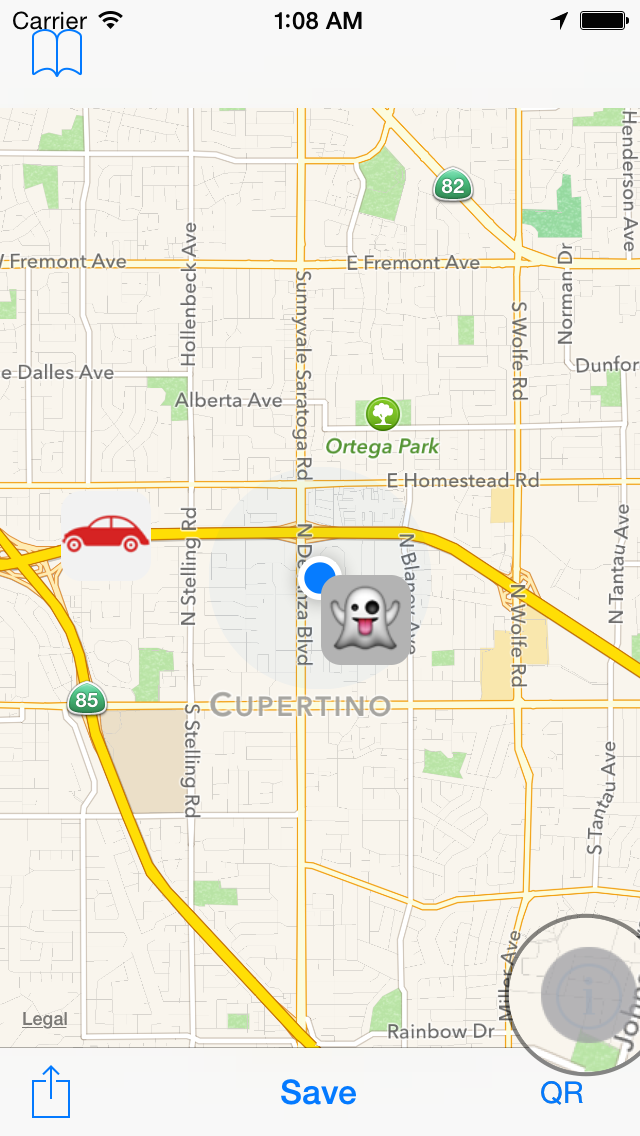 Carrier
1:08 AM
Henderson Ave
82
W Fremont Ave
E Fremont Ave
Hollenbeck Ave
Sunnyvale Saratoga Rd
S Wolfe Rd
Norman Dr
e Dalles Ave
Dunfor
Alberta Ave
Ortega Park
E Homestead Rd
N Stelling Rd
N De nza Blvd
N Blaney Ave
N Wolfe Rd
N Tantau Ave
85
CUPERTINO
S Stelling Rd
S Tantau Ave
Miller Ave
i
John
Legal
Rainbow Dr
Save
QR